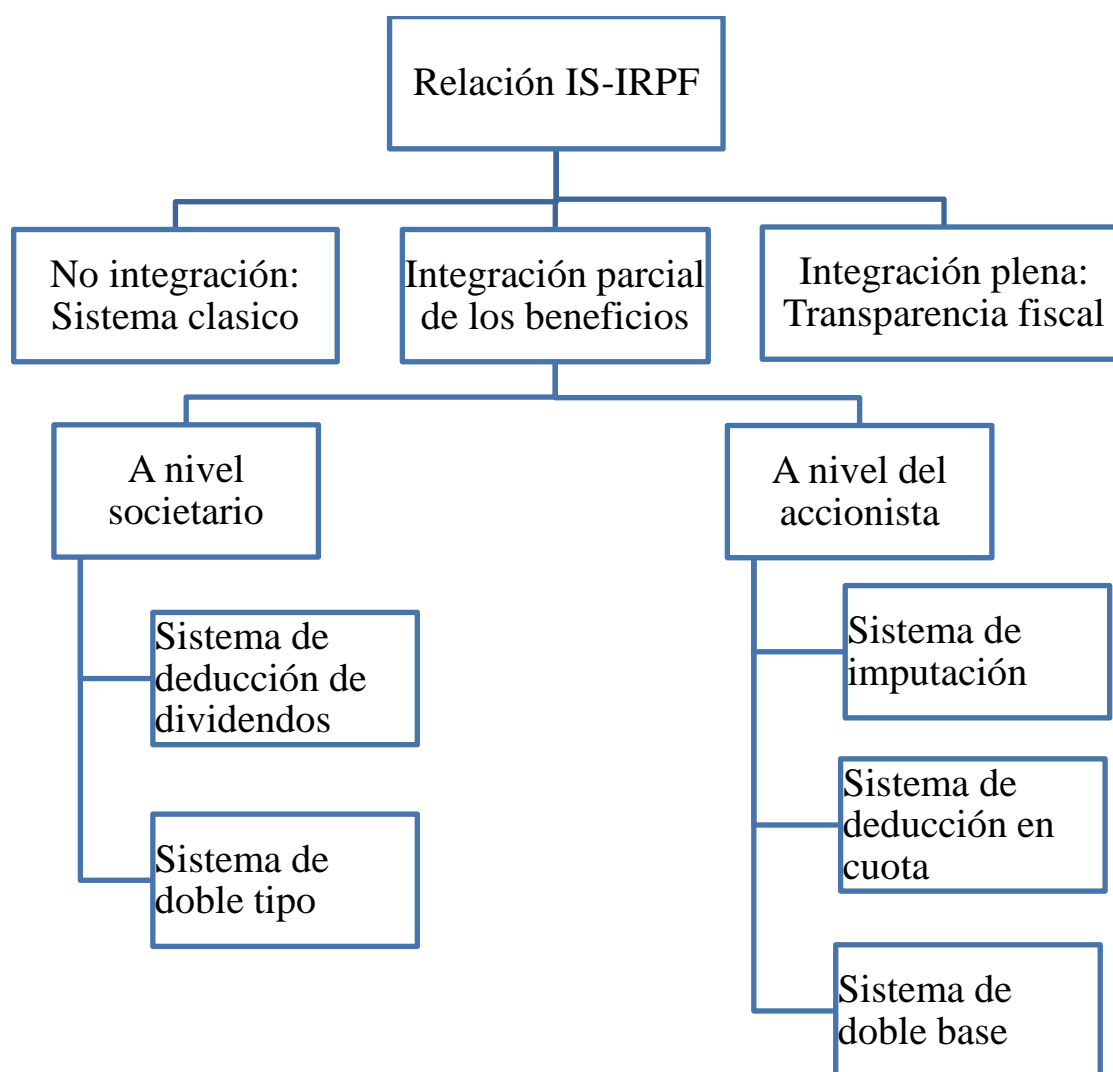 Relación IS-IRPF
No integración:
Sistema clasico
Integración parcial
de los beneficios
Integración plena:
Transparencia fiscal
A nivel
societario
A nivel del
accionista
Sistema de
deducción de
dividendos
Sistema de
doble tipo
Sistema de
imputación
Sistema de
deducción en
cuota
Sistema de
doble base